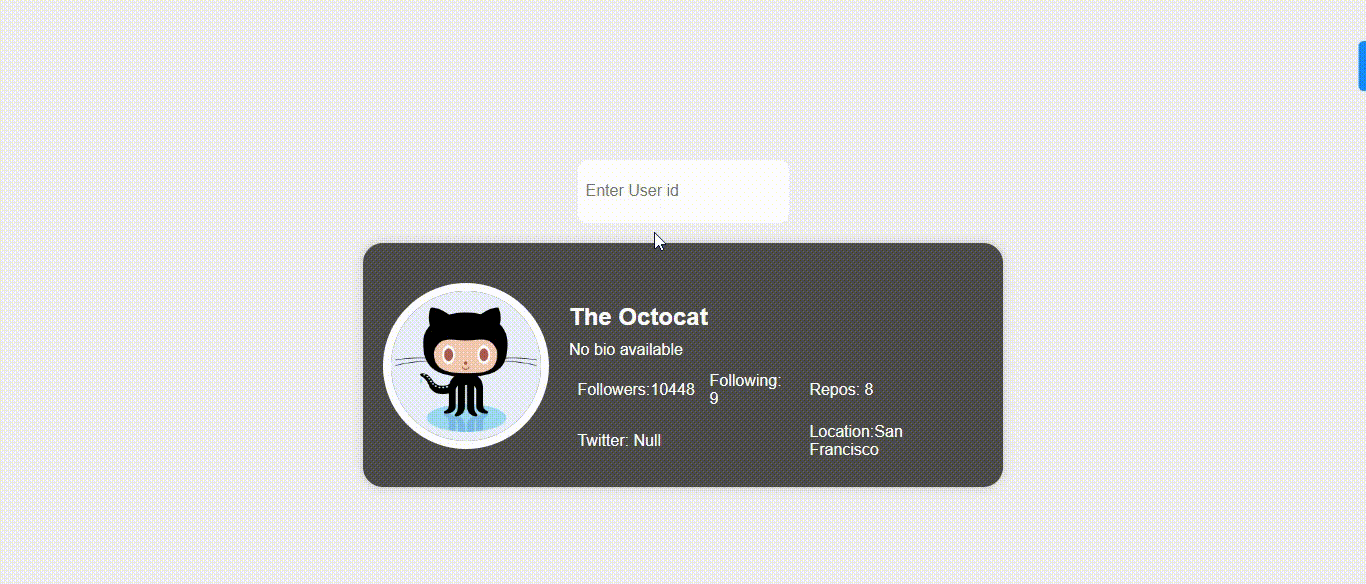 Enter User id
The Octocat
No bio available
Followers:10448
Following:
9
Repos: 8
Twitter: Null
Location:San
Francisco